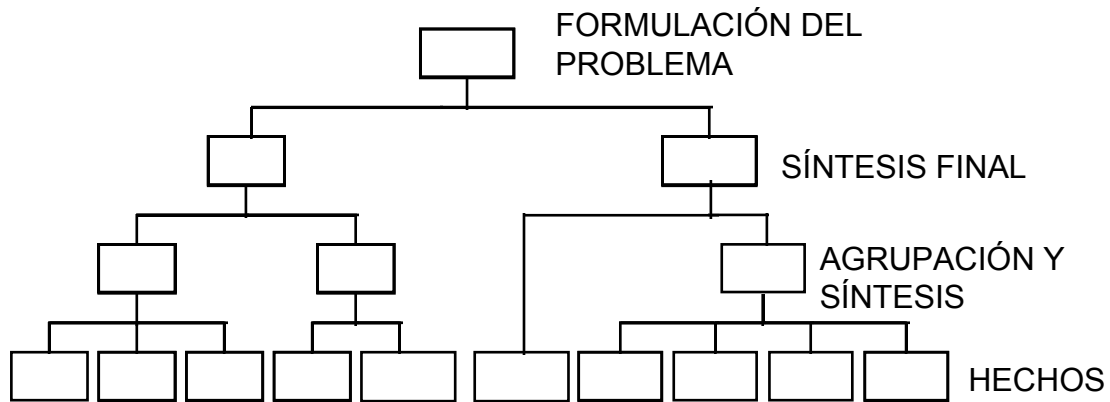 FORMULACIÓN DEL
PROBLEMA
SÍNTESIS FINAL
AGRUPACIÓN Y
SÍNTESIS
HECHOS